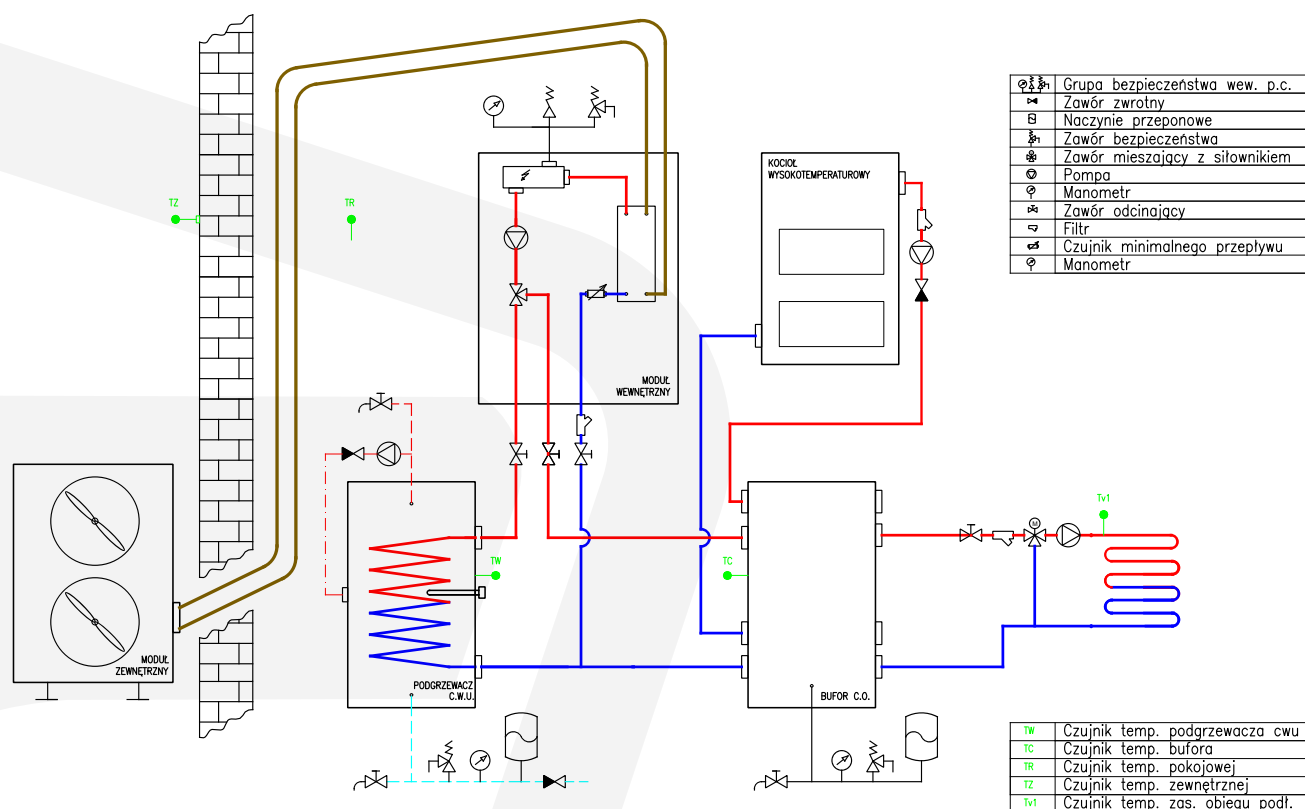 TZ
TR
KOCIOŁ
WYSOKOTEMPERATUROWY
MODUŁ
WEWNĘTRZNY
Grupa bezpieczeństwa wew. p.c.
Zawór zwrotny
Naczynie przeponowe
Zawór bezpieczeństwa
Zawór mieszający z siłownikiem
Pompa
Manometr
Zawór odcinający
Filtr
Czujnik minimalnego przepływu
Manometr
MODUŁ
ZEWNĘTRZNY
TW
PODGRZEWACZ
C.W.U.
TC
BUFOR C.O.
M
Tv1
TW Czujnik temp. podgrzewacza cwu
TC Czujnik temp. bufora
TR Czujnik temp. pokojowej
TZ Czujnik temp. zewnętrznej
Tv1 Czujnik temp. zas. obiegu podł.